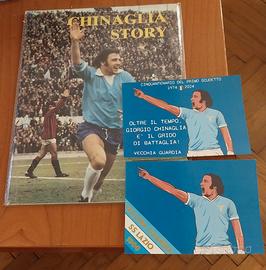 CHINAGLIA
STORY
CINQUANTENARIO DEL PRIMO SCUDETTO
1974 2024
OLTRE IL TEMPO,
GIORGIO CHINAGLIA
E' IL GRIDO
DI BATTAGLIA!
VECCHIA GUARDIA
SS LAZIO